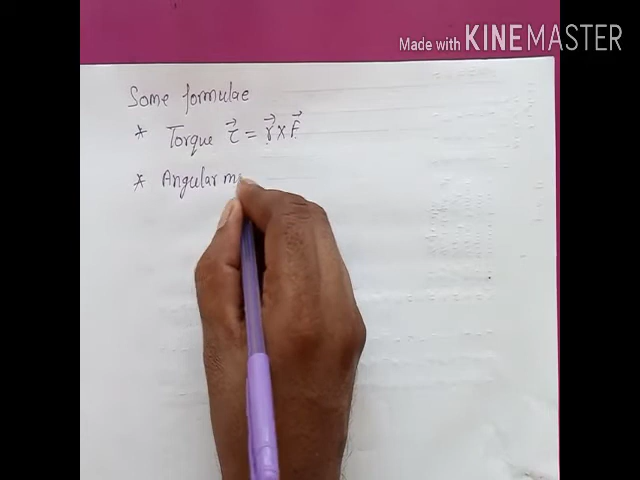 Made with KINEMASTER
Some formulae
* Torque τ⃗ = r⃗ × F⃗
* Angular m